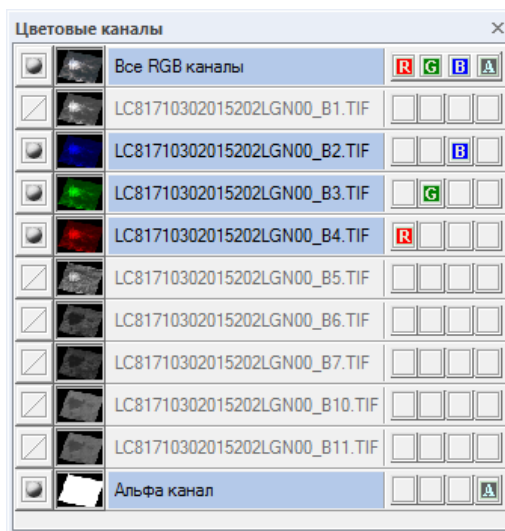 Цветовые каналы
Все RGB каналы R G B A
LC81710302015202LGN00_B1.TIF
LC81710302015202LGN00_B2.TIF B
LC81710302015202LGN00_B3.TIF G
LC81710302015202LGN00_B4.TIF R
LC81710302015202LGN00_B5.TIF
LC81710302015202LGN00_B6.TIF
LC81710302015202LGN00_B7.TIF
LC81710302015202LGN00_B10.TIF
LC81710302015202LGN00_B11.TIF
Альфа канал A